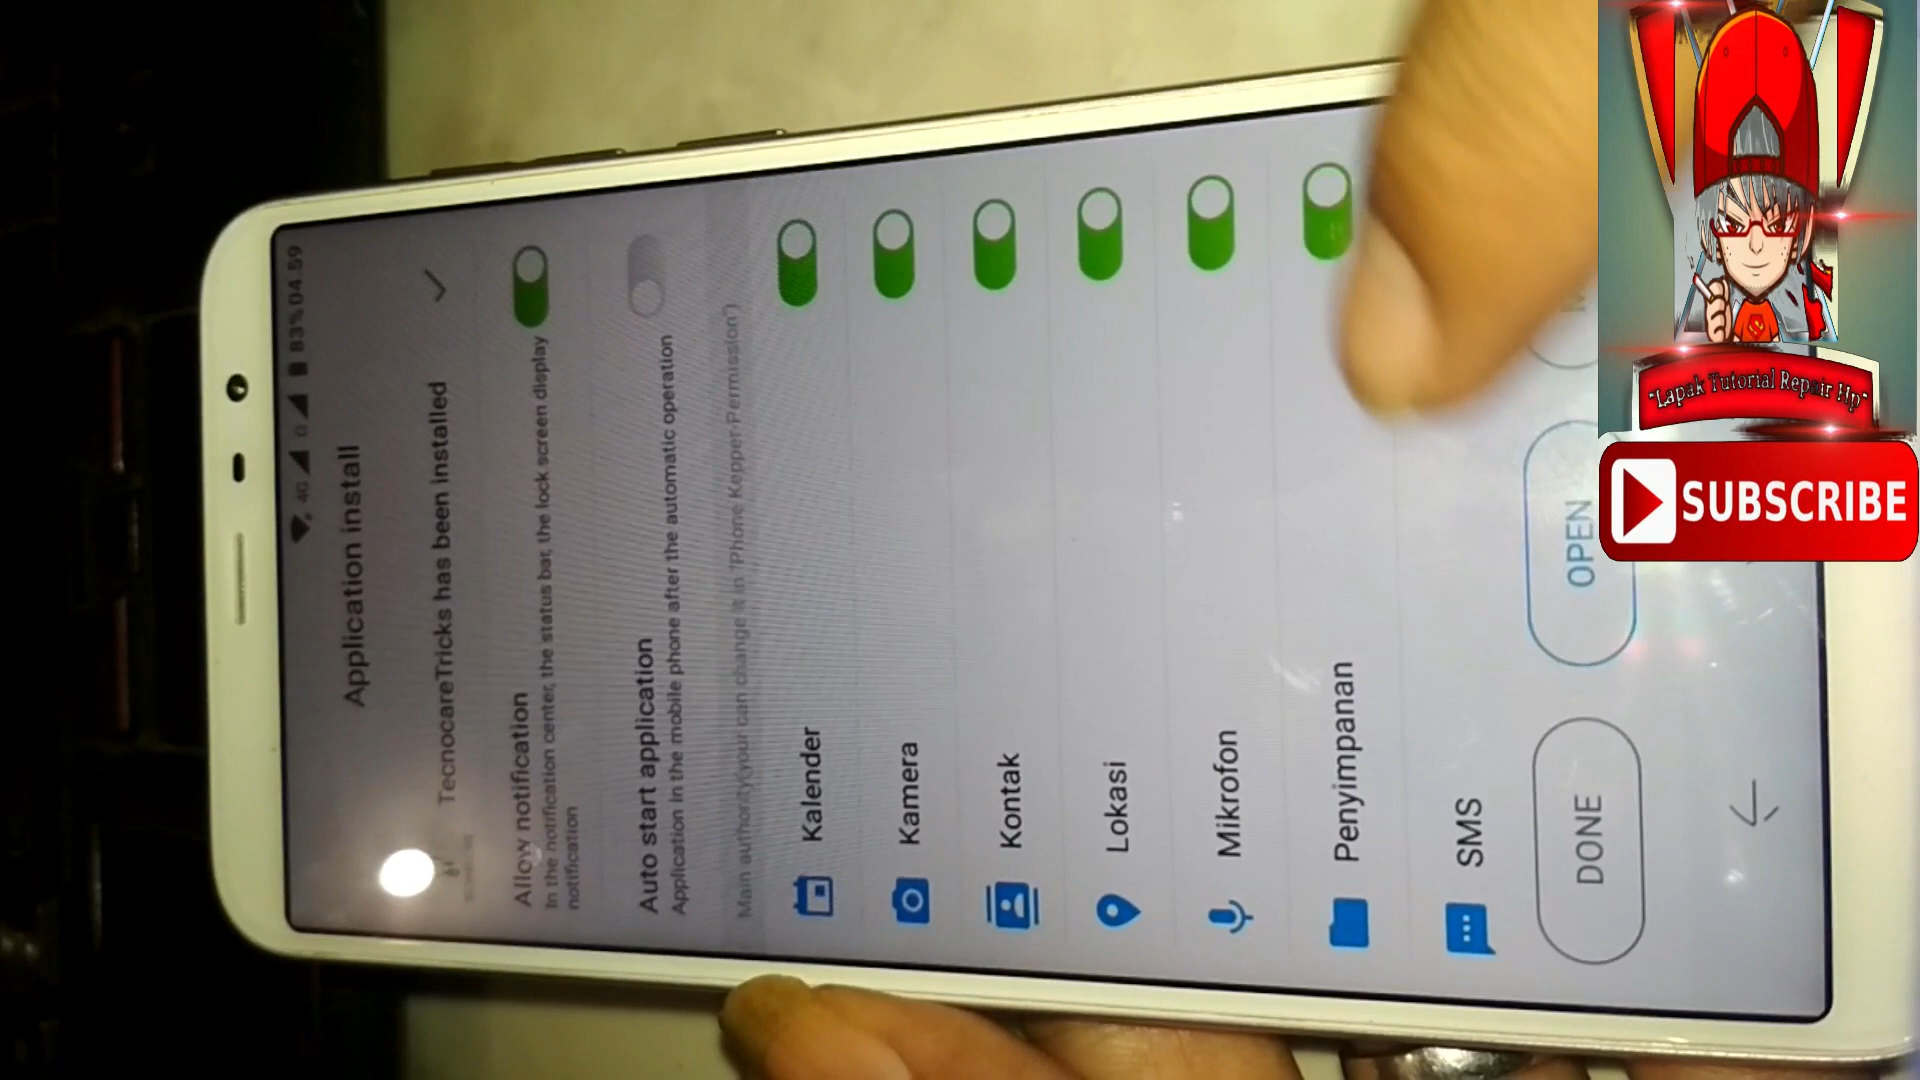 4G
G
83%
04.59
Application install
TecnocareTricks has been installed
Allow notification
In the notification center, the status bar, the lock screen display
notification
Auto start application
Application in the mobile phone after the automatic operation
Main authority(your can change it in "Phone Kepper-Permission")
Kalender
Kamera
Kontak
Lokasi
Mikrofon
Penyimpanan
SMS
DONE
OPEN
"Lapak Tutorial Repair Hp"
SUBSCRIBE